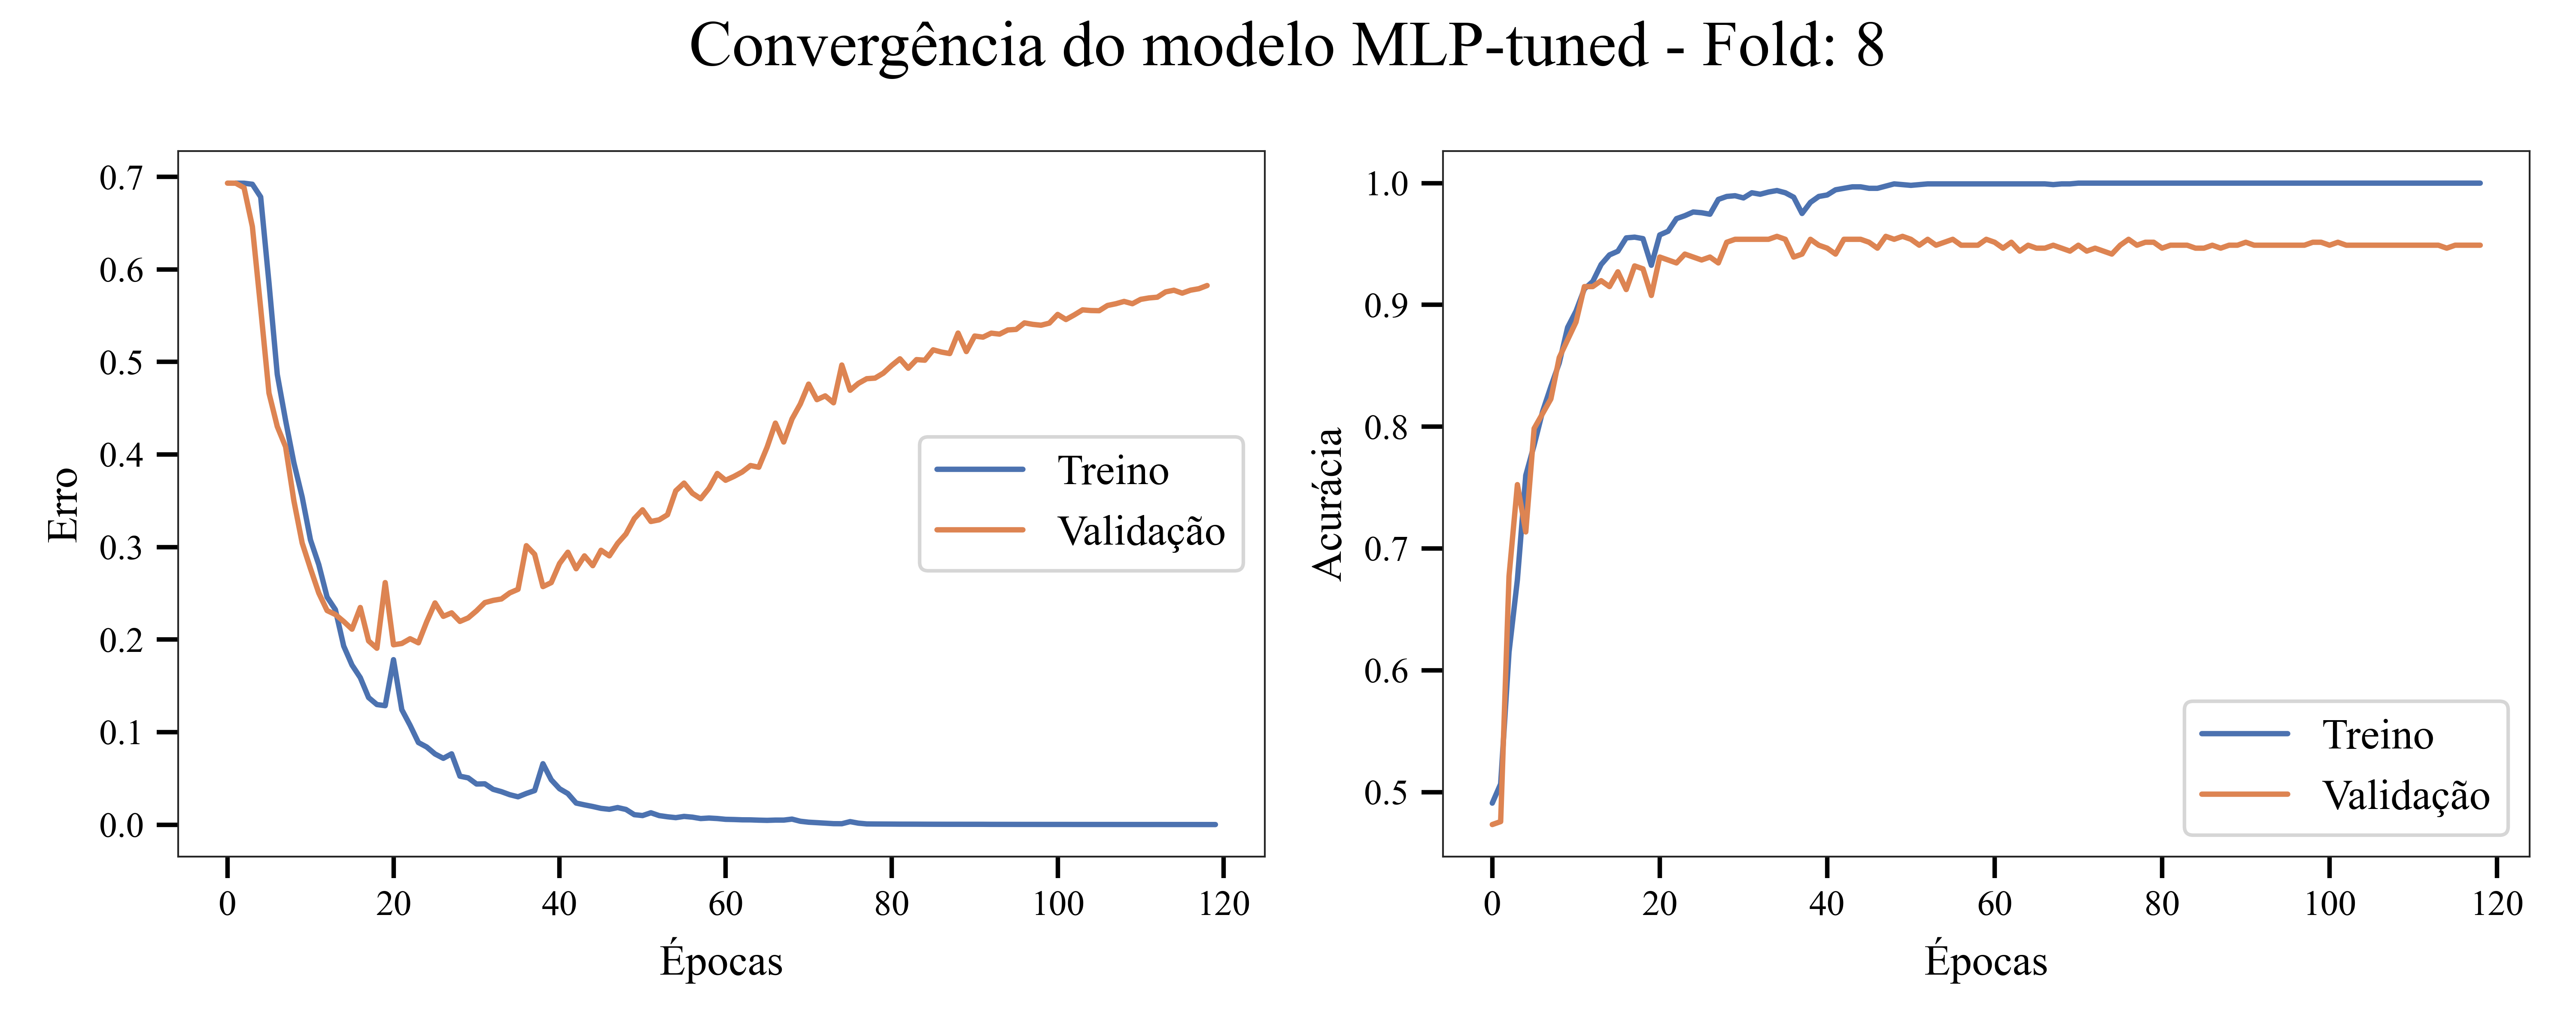 Convergência do modelo MLP-tuned - Fold: 8
0.7
0.6
0.5
0.4
0.3
0.2
0.1
0.0
Erro
Treino
Validação
0 20 40 60 80 100 120
Épocas
1.0
0.9
0.8
0.7
0.6
0.5
Acurácia
Treino
Validação
0 20 40 60 80 100 120
Épocas